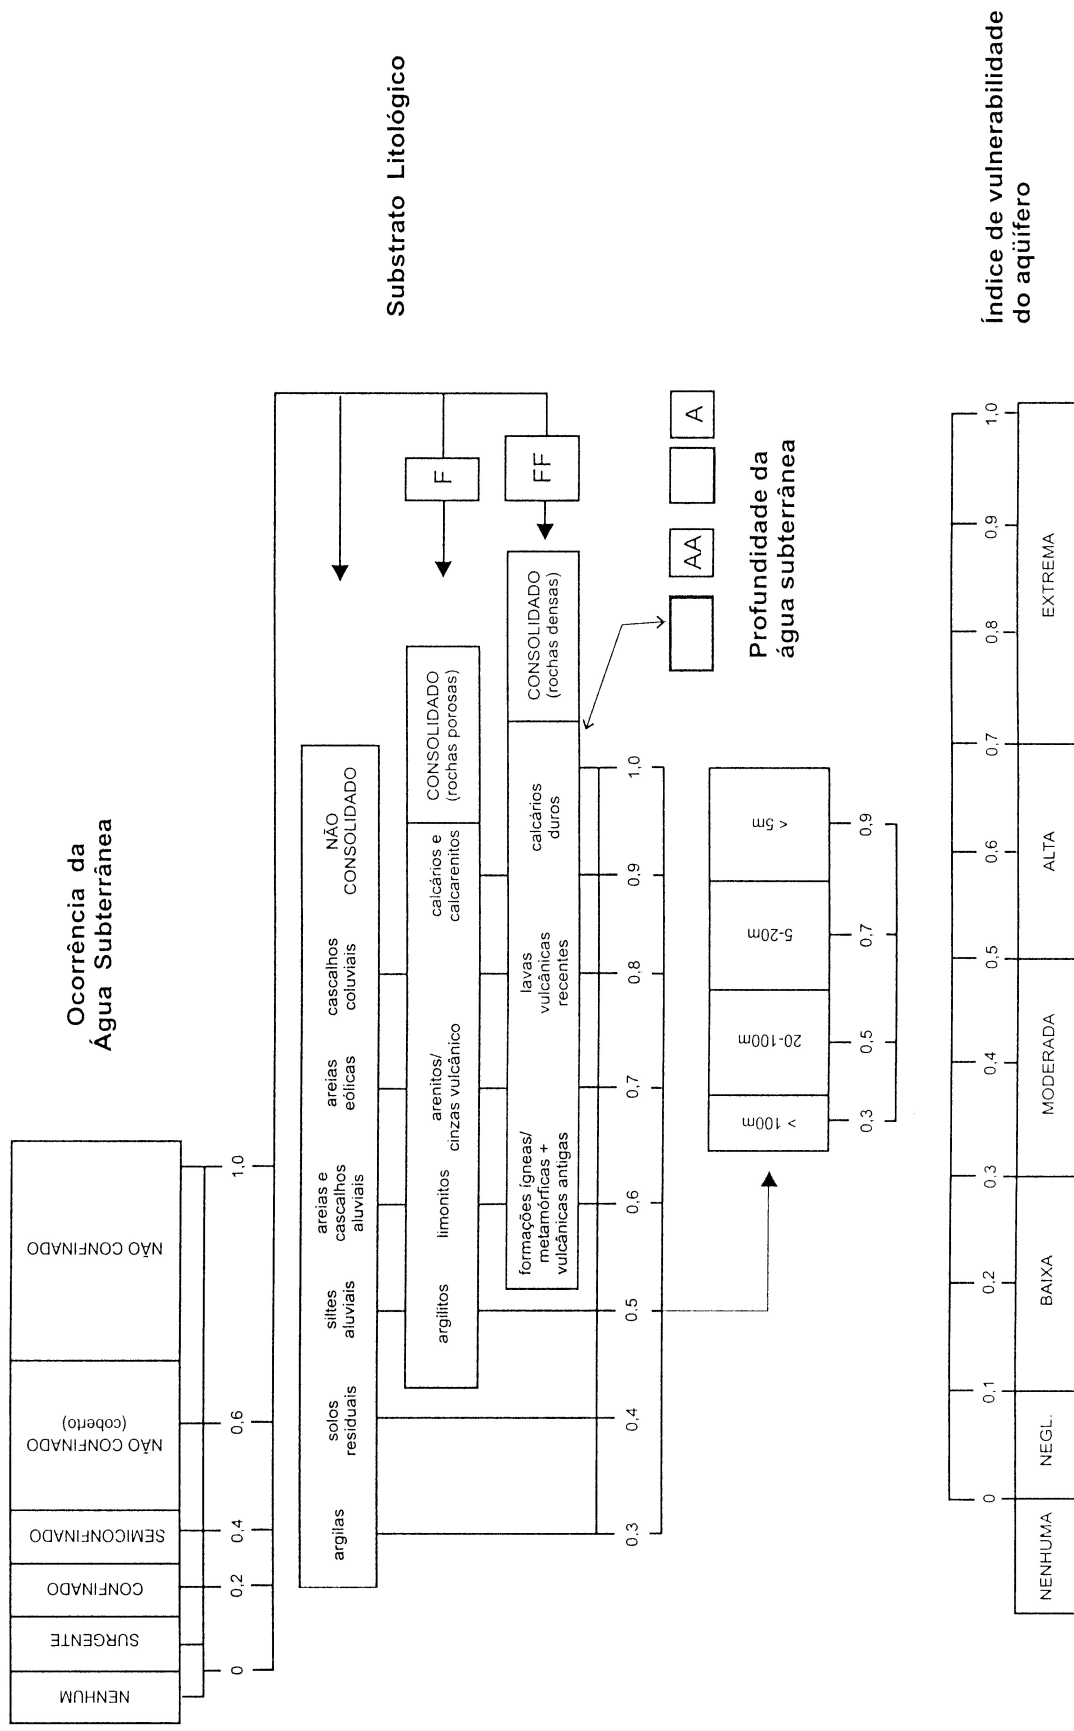 Ocorrência da
Água Subterrânea
NENHUM
SURGENTE
CONFINADO
SEMICONFINADO
NÃO CONFINADO
(coberto)
NÃO CONFINADO
0
0,2
0,4
0,6
1,0
Substrato Litológico
argilas
solos
residuais
siltes
aluviais
areias e
cascalhos
aluviais
areias
eólicas
cascalhos
coluviais
NÃO
CONSOLIDADO
argilitos
limonitos
arenitos/
cinzas vulcânico
calcários e
calcarenitos
CONSOLIDADO
(rochas porosas)
F
formações ígneas/
metamórficas +
vulcânicas antigas
lavas
vulcânicas
recentes
calcários
duros
CONSOLIDADO
(rochas densas)
FF
0,3
0,4
0,5
0,6
0,7
0,8
0,9
1,0
AA
A
Profundidade da
água subterrânea
> 100m
20-100m
5-20m
< 5m
0,3
0,5
0,7
0,9
Índice de vulnerabilidade
do aqüífero
0
0,1
0,2
0,3
0,4
0,5
0,6
0,7
0,8
0,9
1,0
NENHUMA
NEGL.
BAIXA
MODERADA
ALTA
EXTREMA